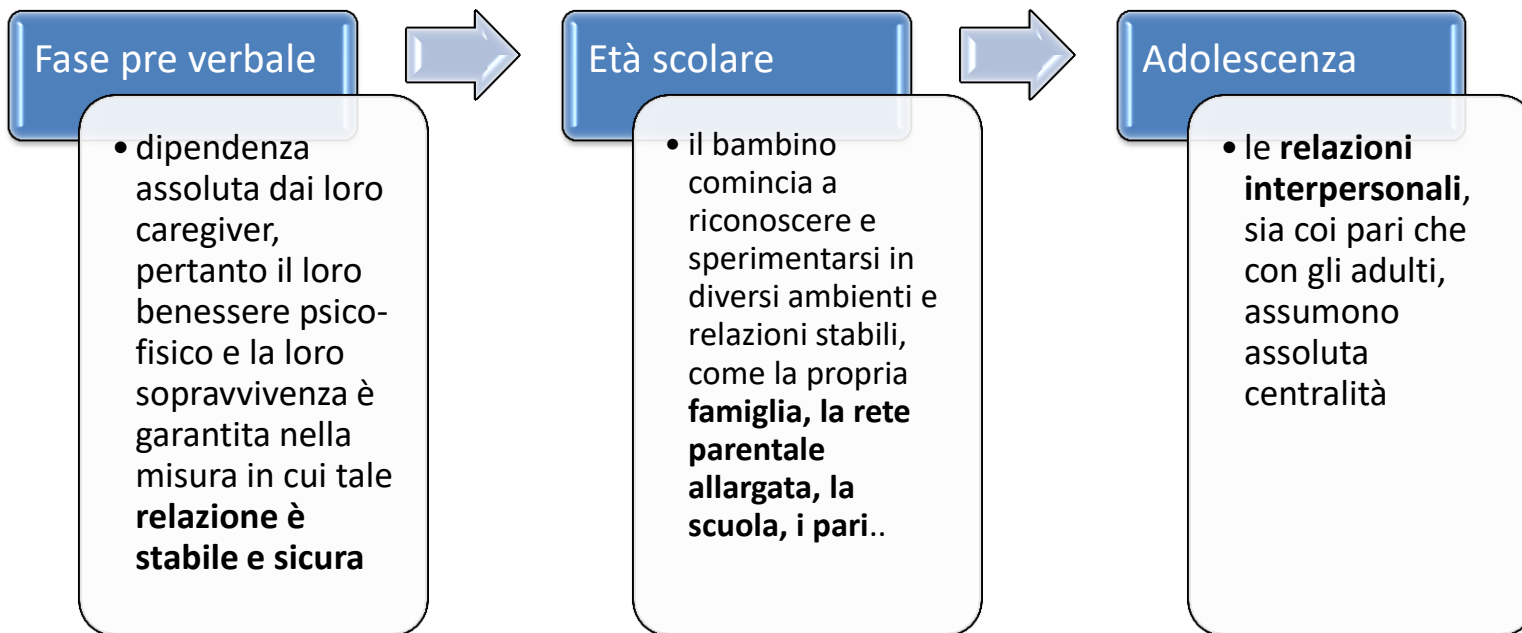 Fase pre verbale
• dipendenza
assoluta dai loro
caregiver,
pertanto il loro
benessere psico-
fisico e la loro
sopravvivenza è
garantita nella
misura in cui tale
relazione è
stabile e sicura
Età scolare
• il bambino
comincia a
riconoscere e
sperimentarsi in
diversi ambienti e
relazioni stabili,
come la propria
famiglia, la rete
parentale
allargata, la
scuola, i pari..
Adolescenza
• le relazioni
interpersonali,
sia coi pari che
con gli adulti,
assumono
assoluta
centralità